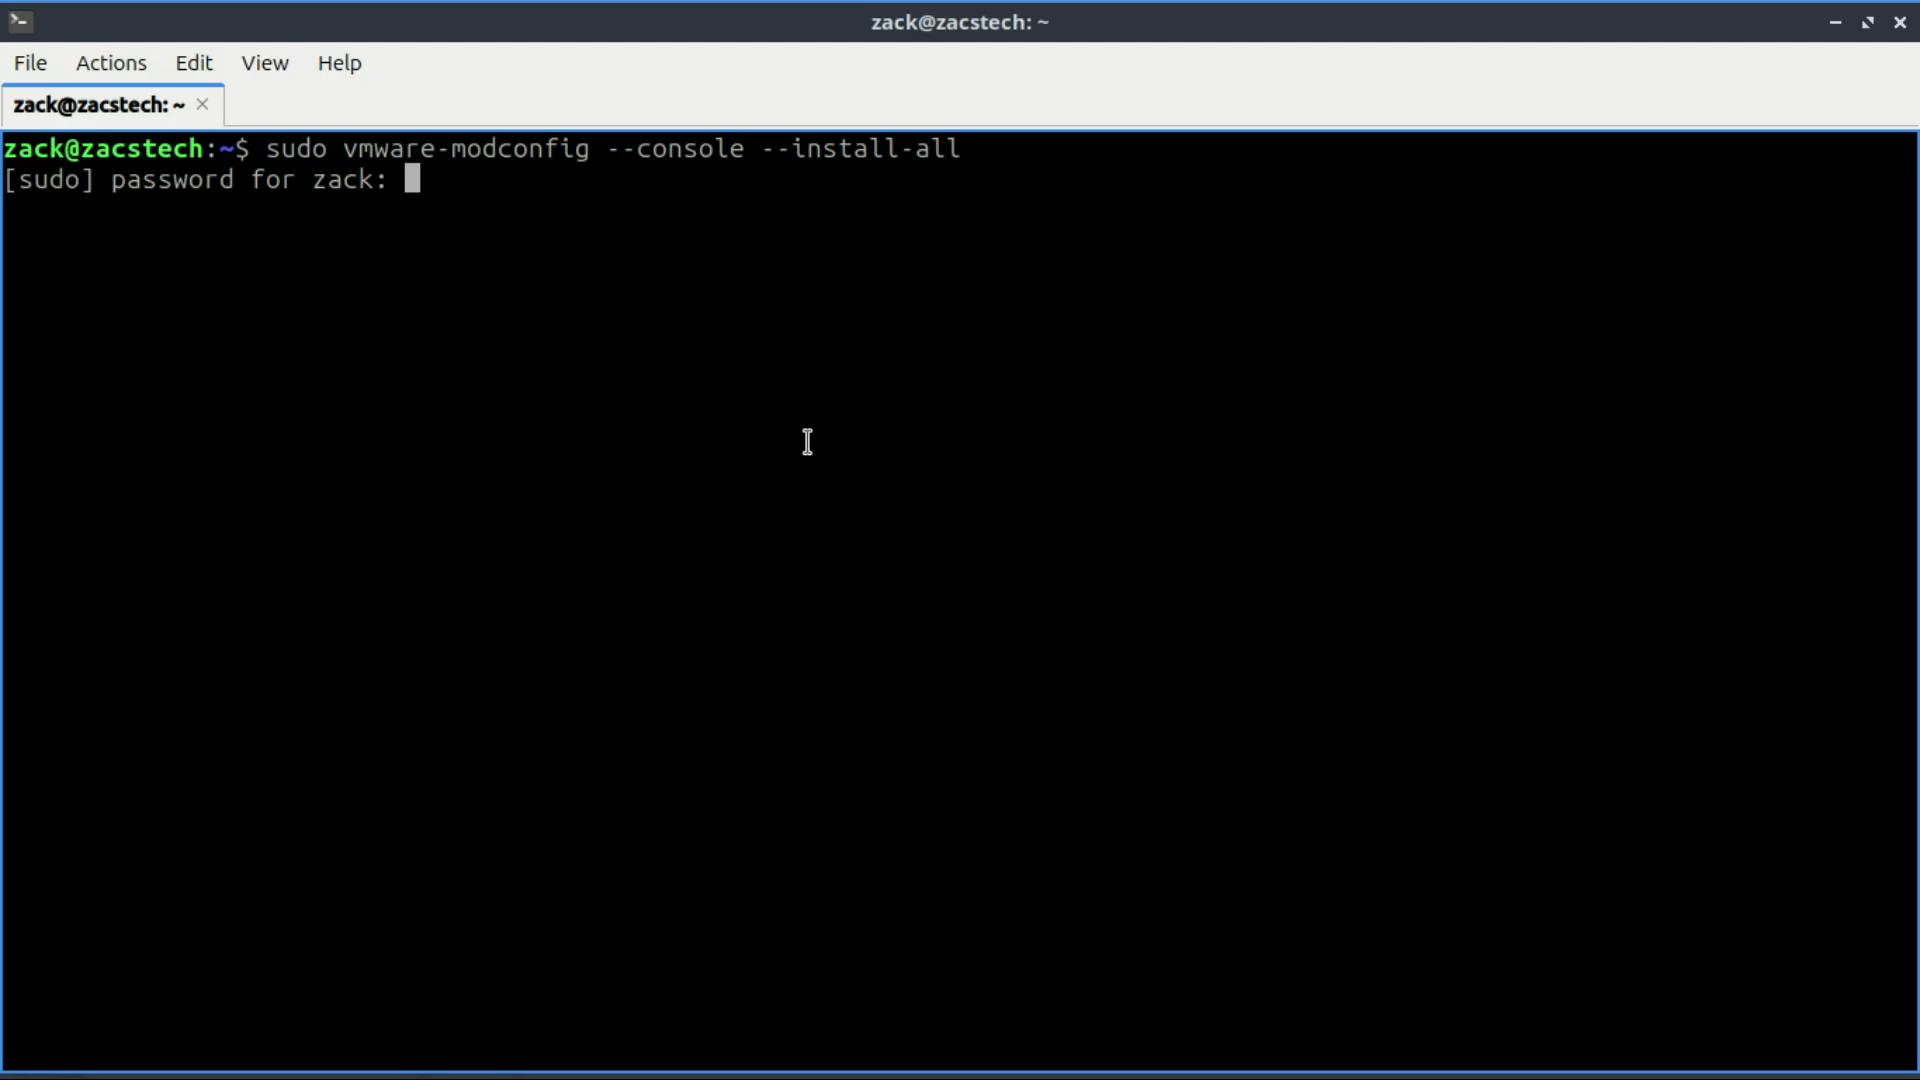 zack@zacstech: ~
File Actions Edit View Help
zack@zacstech: ~
zack@zacstech:~$ sudo vmware-modconfig --console --install-all
[sudo] password for zack: